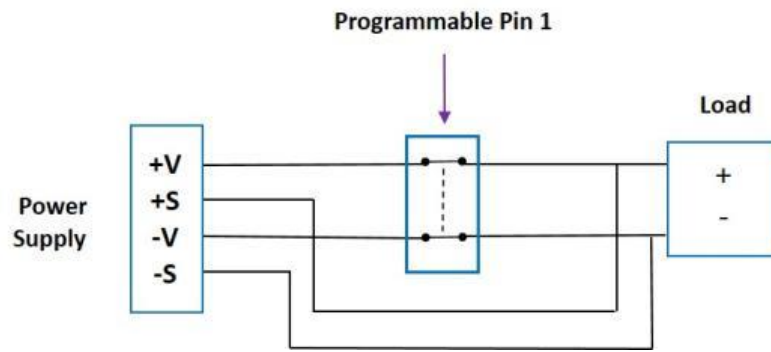 Programmable Pin 1
Load
Power
Supply
+V
+S
-V
-S
+
-